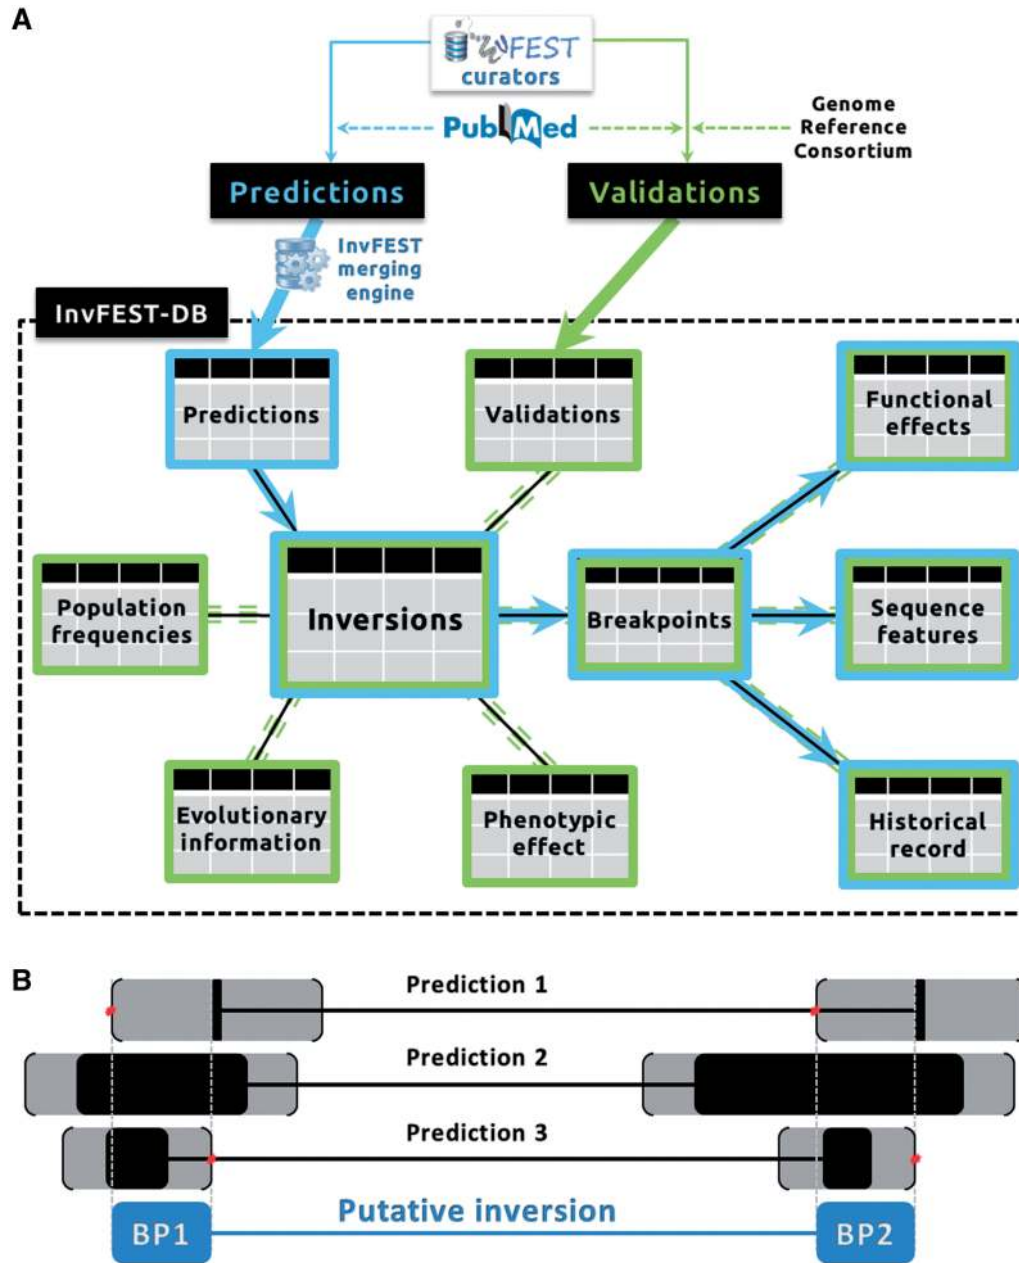 A
InvFEST
curators
PubMed
Genome
Reference
Consortium
Predictions
Validations
InvFEST
merging
engine
InvFEST-DB
Predictions
Validations
Functional
effects
Population
frequencies
Inversions
Breakpoints
Sequence
features
Evolutionary
information
Phenotypic
effect
Historical
record
B
Prediction 1
Prediction 2
Prediction 3
Putative inversion
BP1
BP2